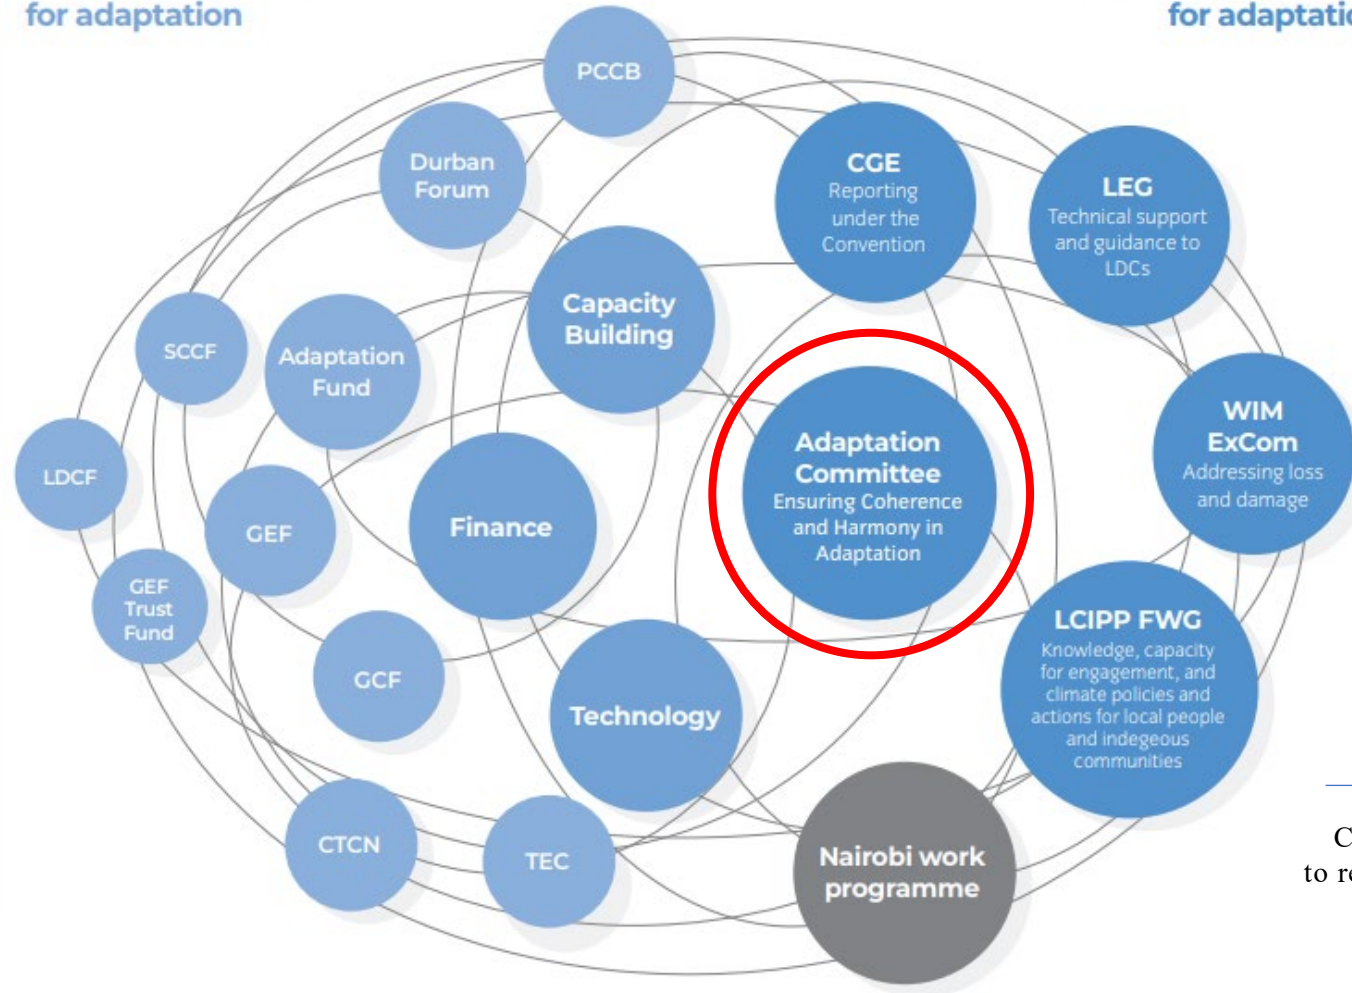 for adaptation
for adaptatio
PCCB
Durban
Forum
CGE
Reporting
under the
Convention
LEG
Technical support
and guidance to
LDCs
Capacity
Building
SCCF
Adaptation
Fund
WIM
ExCom
Addressing loss
and damage
Adaptation
Committee
Ensuring Coherence
and Harmony in
Adaptation
LDCF
GEF
Finance
GEF
Trust
Fund
LCIPP FWG
Knowledge, capacity
for engagement, and
climate policies and
actions for local people
and indegeous
communities
GCF
Technology
CTCN
TEC
Nairobi work
programme
C
to re